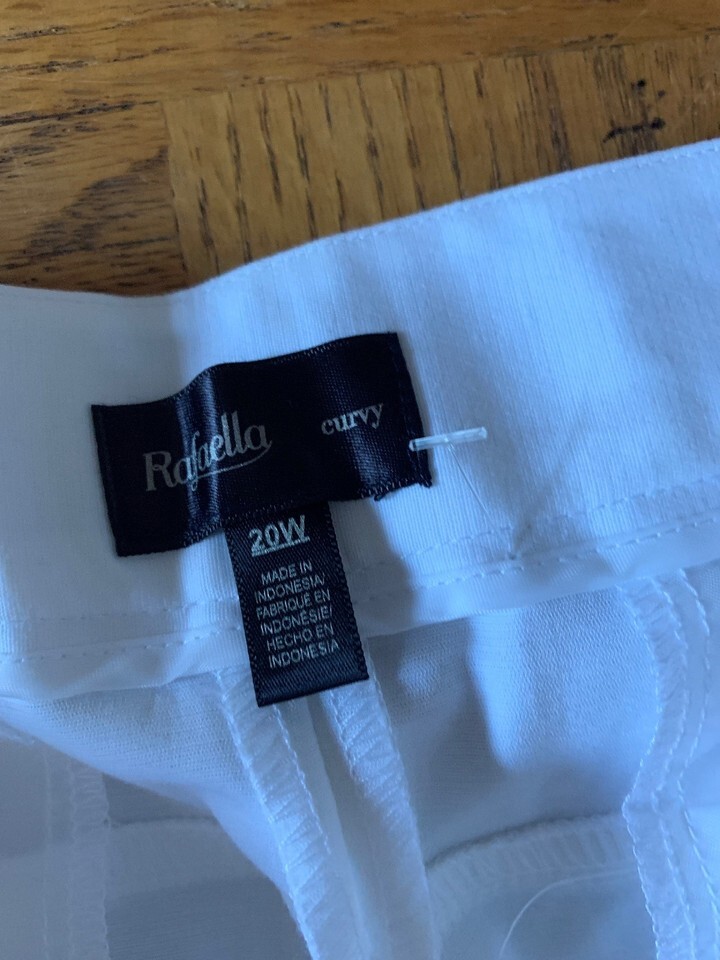 Rafaella curvy
20W
MADE IN
INDONESIA/
FABRIQUÉ EN
INDONÉSIE/
HECHO EN
INDONESIA